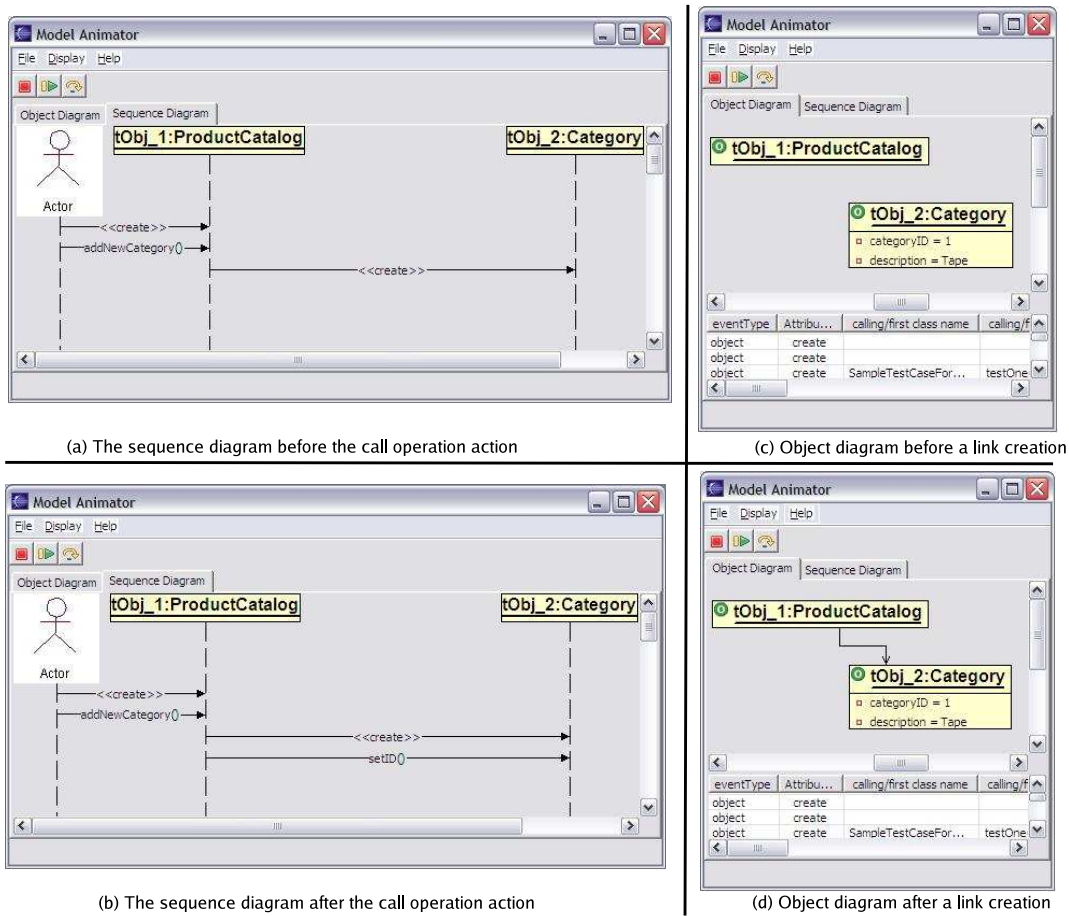 Model Animator
File Display Help
Object Diagram Sequence Diagram
tObj_1:ProductCatalog tObj_2:Category
Actor
<<create>>
addNewCategory()
<<create>>
(a) The sequence diagram before the call operation action
Model Animator
File Display Help
Object Diagram Sequence Diagram
tObj_1:ProductCatalog
tObj_2:Category
categoryID = 1
description = Tape
eventType Attribu... calling/first class name calling/f
object create
object create
object create SampleTestCaseFor... testOne
(c) Object diagram before a link creation
Model Animator
File Display Help
Object Diagram Sequence Diagram
tObj_1:ProductCatalog tObj_2:Category
Actor
<<create>>
addNewCategory()
<<create>>
setID()
(b) The sequence diagram after the call operation action
Model Animator
File Display Help
Object Diagram Sequence Diagram
tObj_1:ProductCatalog
tObj_2:Category
categoryID = 1
description = Tape
eventType Attribu... calling/first class name calling/f
object create
object create
object create SampleTestCaseFor... testOne
(d) Object diagram after a link creation